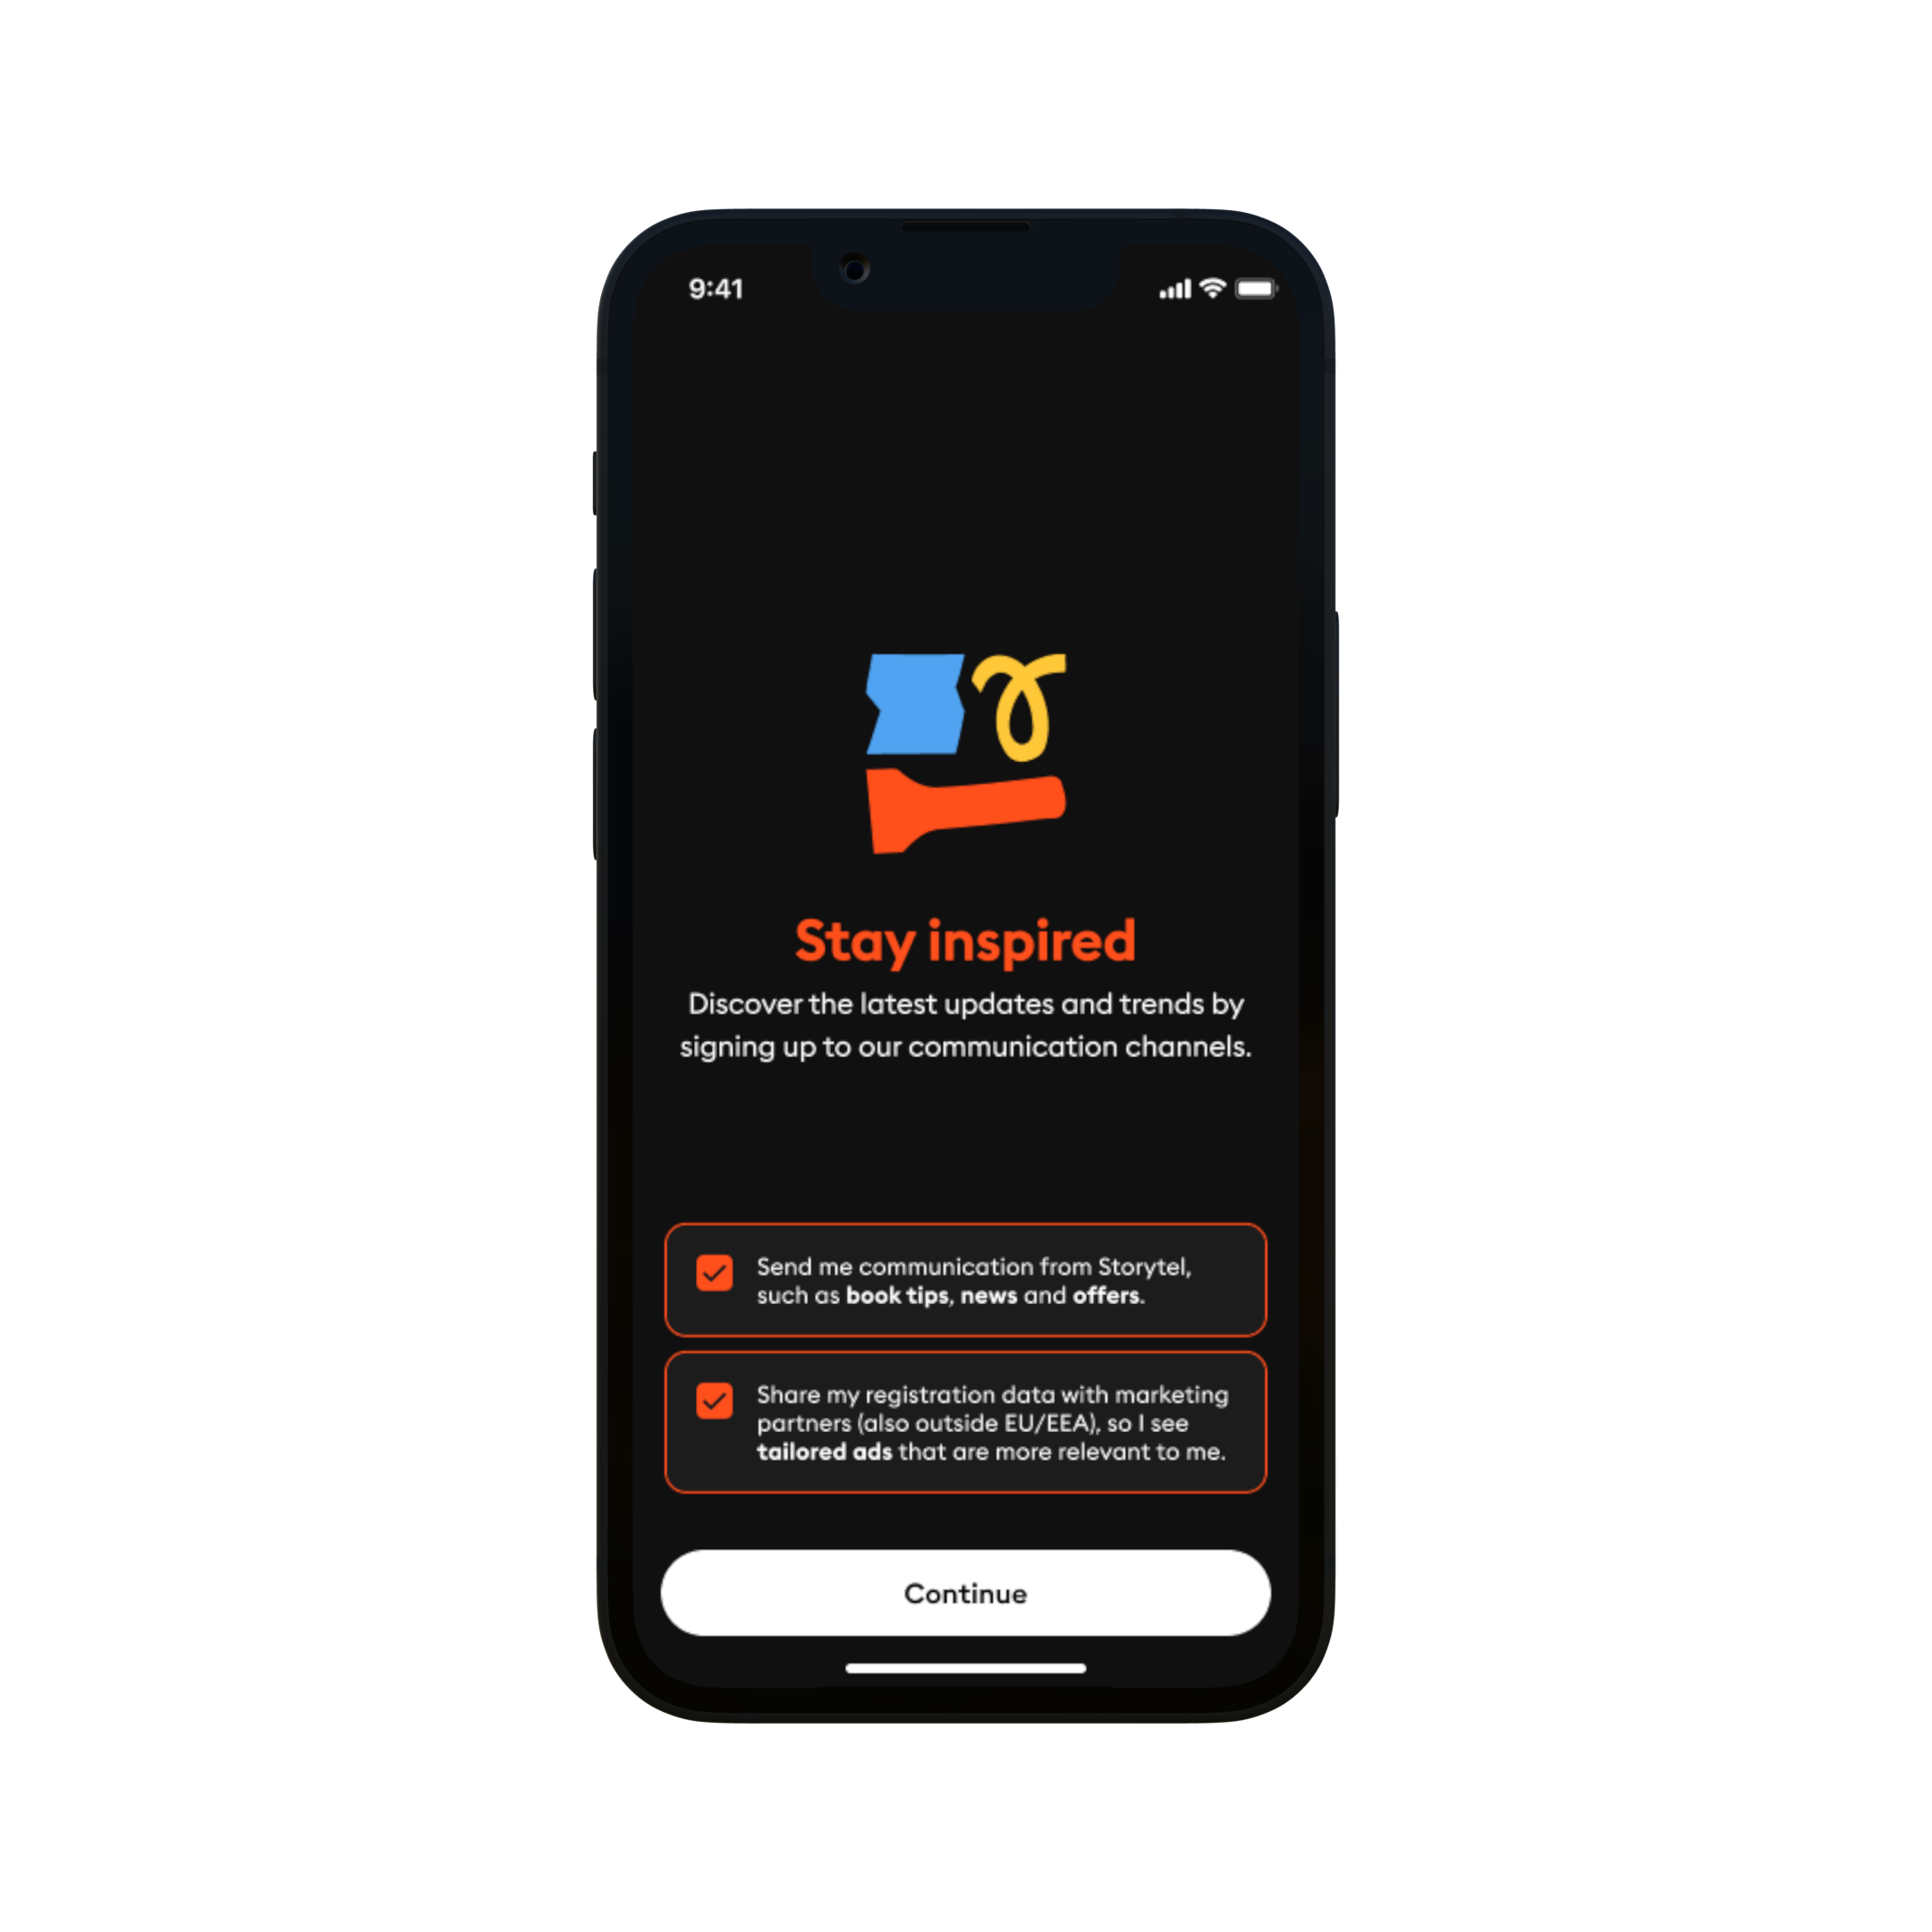 9:41
Stay inspired
Discover the latest updates and trends by
signing up to our communication channels.
Send me communication from Storytel,
such as book tips, news and offers.
Share my registration data with marketing
partners (also outside EU/EEA), so I see
tailored ads that are more relevant to me.
Continue